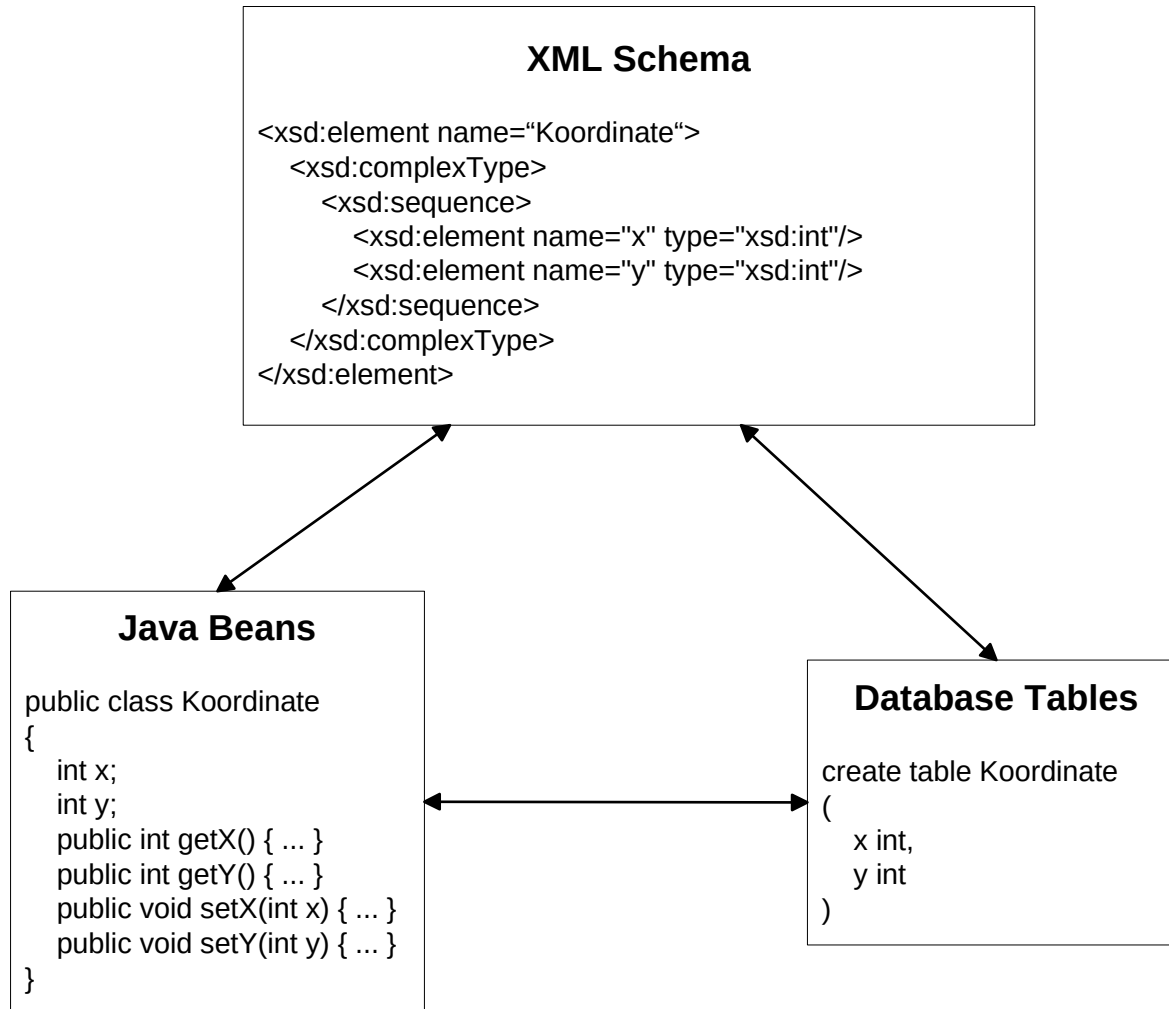 XML Schema
<xsd:element name=“Koordinate“>
<xsd:complexType>
<xsd:sequence>
<xsd:element name="x" type="xsd:int"/>
<xsd:element name="y" type="xsd:int"/>
</xsd:sequence>
</xsd:complexType>
</xsd:element>
Java Beans
public class Koordinate
{
int x;
int y;
public int getX() { ... }
public int getY() { ... }
public void setX(int x) { ... }
public void setY(int y) { ... }
}
Database Tables
create table Koordinate
(
x int,
y int
)